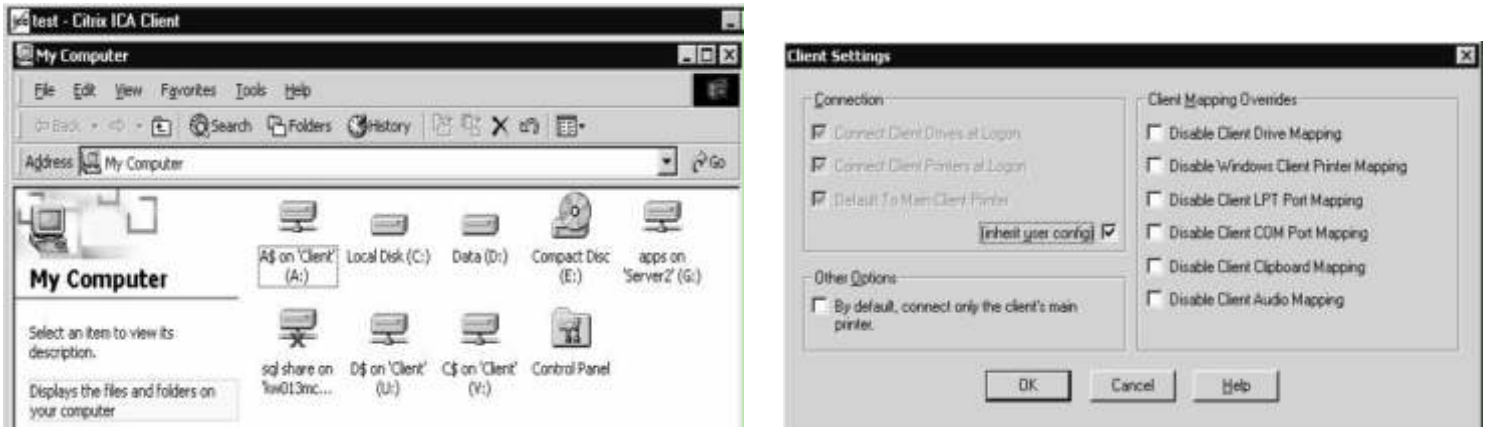 test - Citrix ICA Client
My Computer
File Edit View Favorites Tools Help
Back Search Folders History
Address My Computer Go
A$ on 'Client' (A:)
Local Disk (C:)
Data (D:)
Compact Disc (E:)
apps on 'Server2' (G:)
My Computer
Select an item to view its
description.
Displays the files and folders on
your computer
sql share on
D$ on 'Client' (U:)
C$ on 'Client' (V:)
Control Panel
Client Settings
Connection
Connect Client Drives at Logon
Connect Client Printers at Logon
Default To Main Client Printer
(inherit user config)
Other Options
By default, connect only the client's main
printer.
Client Mapping Overrides
Disable Client Drive Mapping
Disable Windows Client Printer Mapping
Disable Client LPT Port Mapping
Disable Client COM Port Mapping
Disable Client Clipboard Mapping
Disable Client Audio Mapping
OK Cancel Help